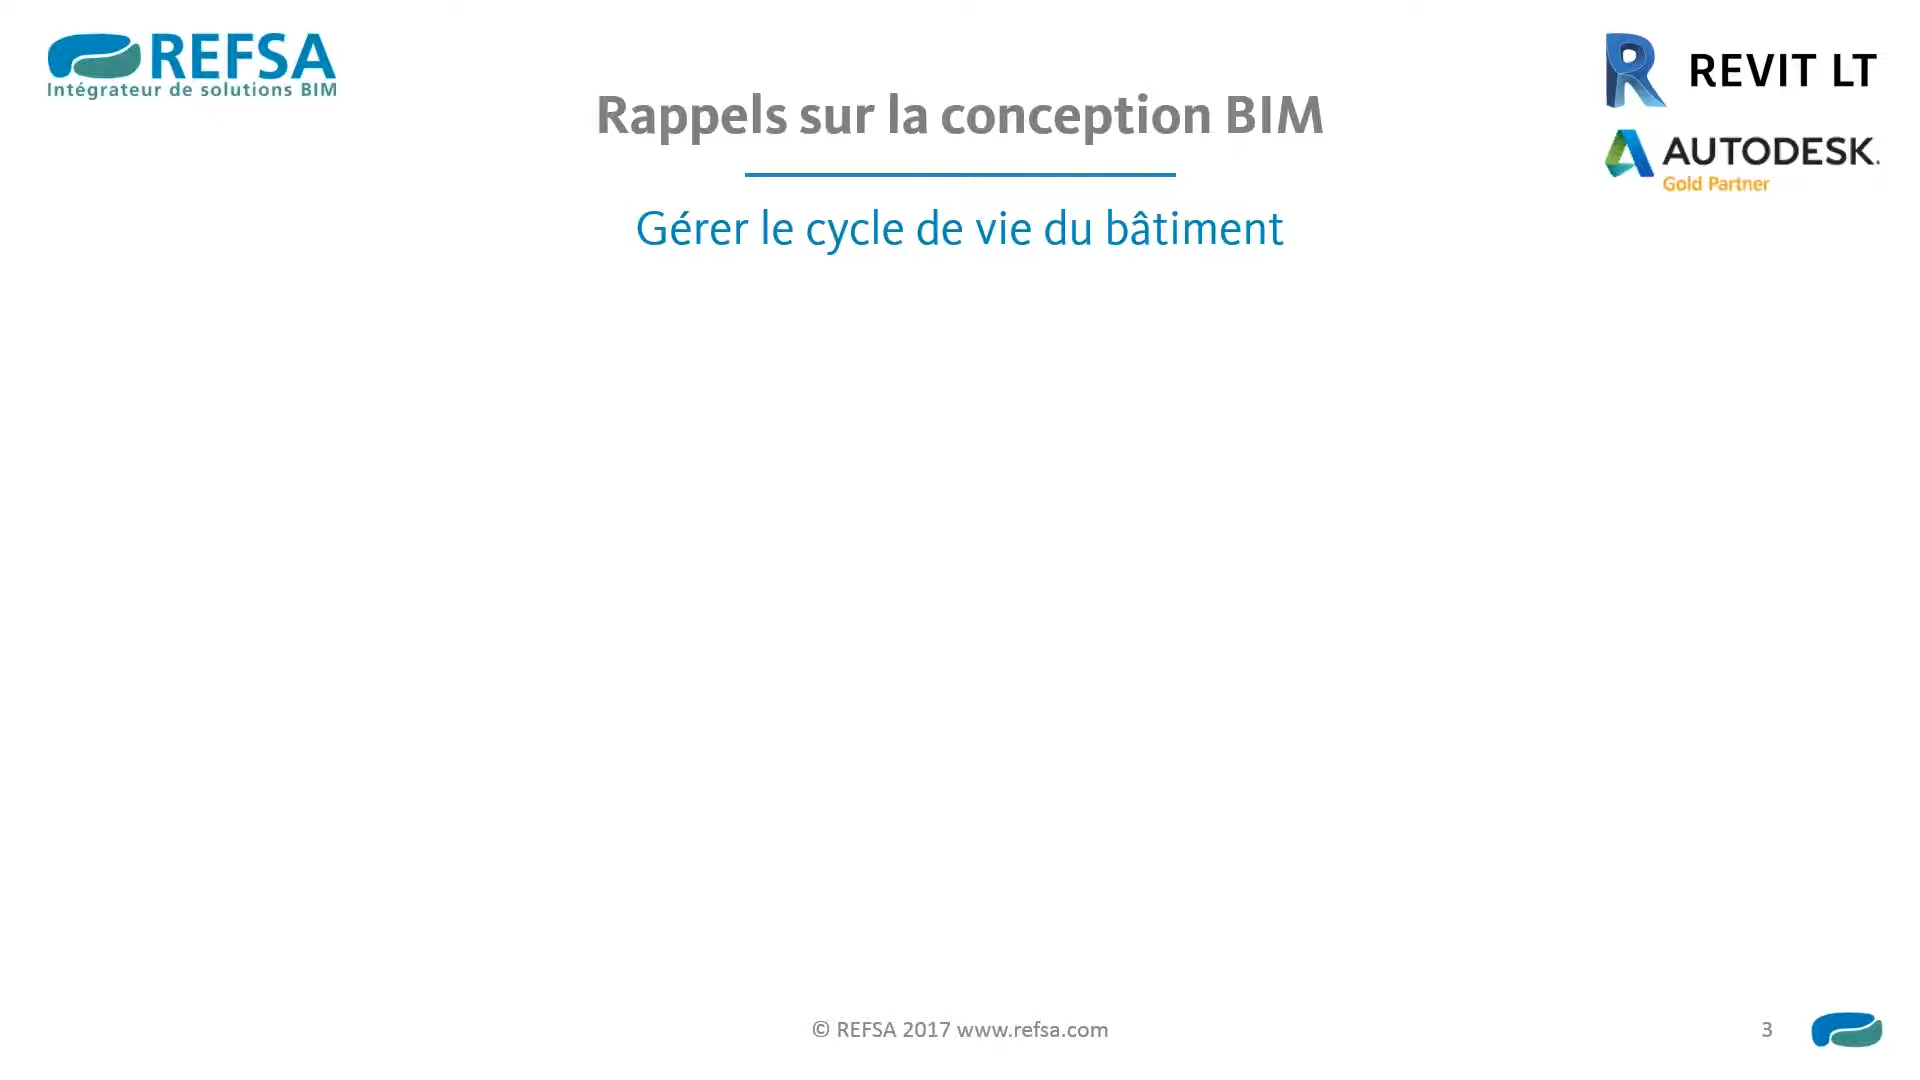 REFSA
Intégrateur de solutions BIM
REVIT LT
Rappels sur la conception BIM
AUTODESK.
Gold Partner
Gérer le cycle de vie du bâtiment
© REFSA 2017 www.refsa.com
3